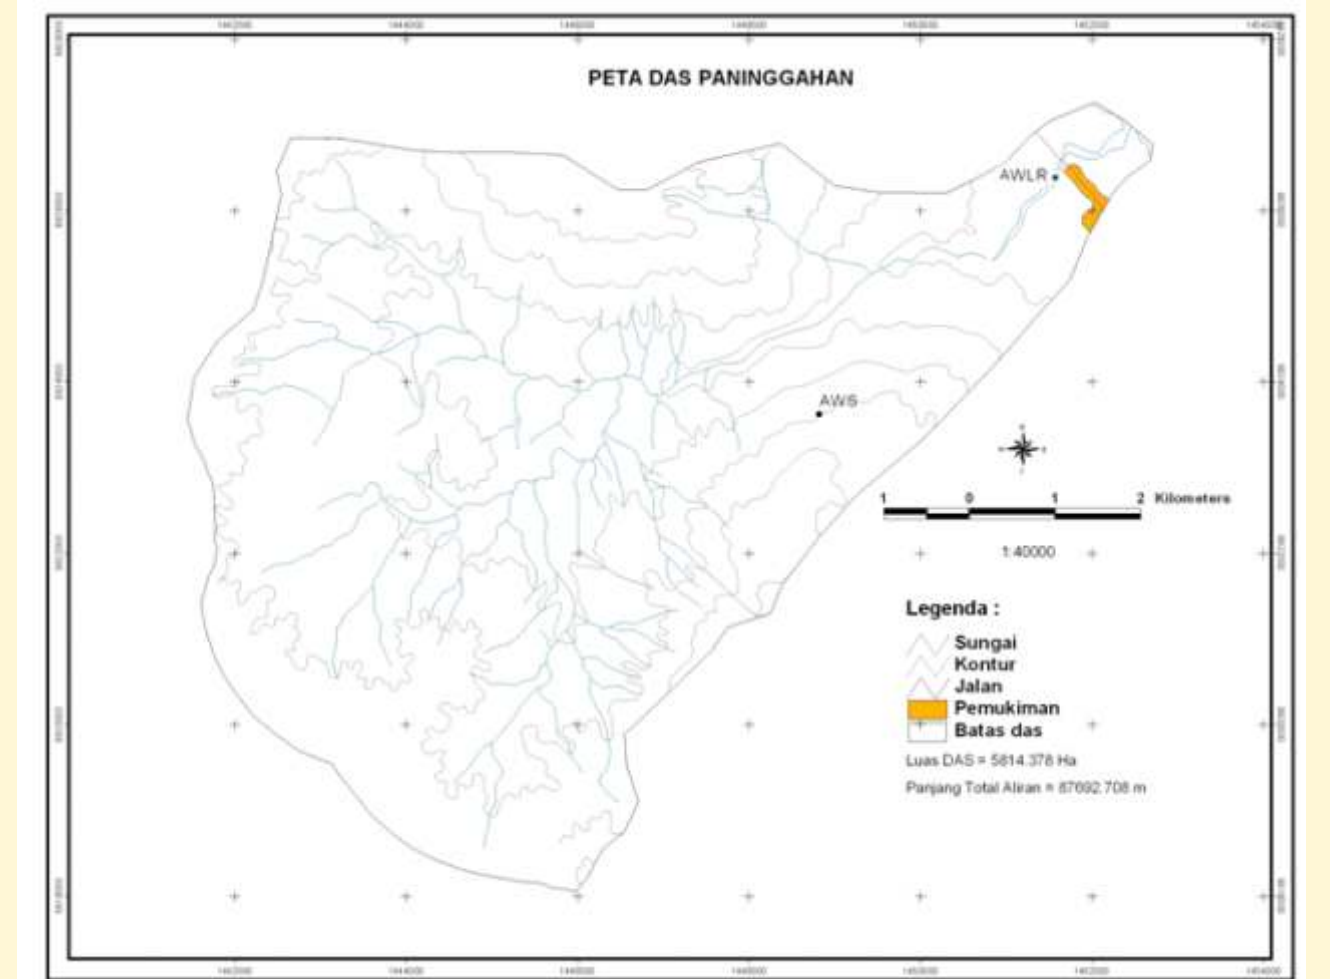 PETA DAS PANINGGAHAN
AWLR
AWS
1 0 1 2 Kilometers
1:40000
Legenda :
Sungai
Kontur
Jalan
Pemukiman
Batas das
Luas DAS = 5814.378 Ha
Panjang Total Aliran = 87692.708 m